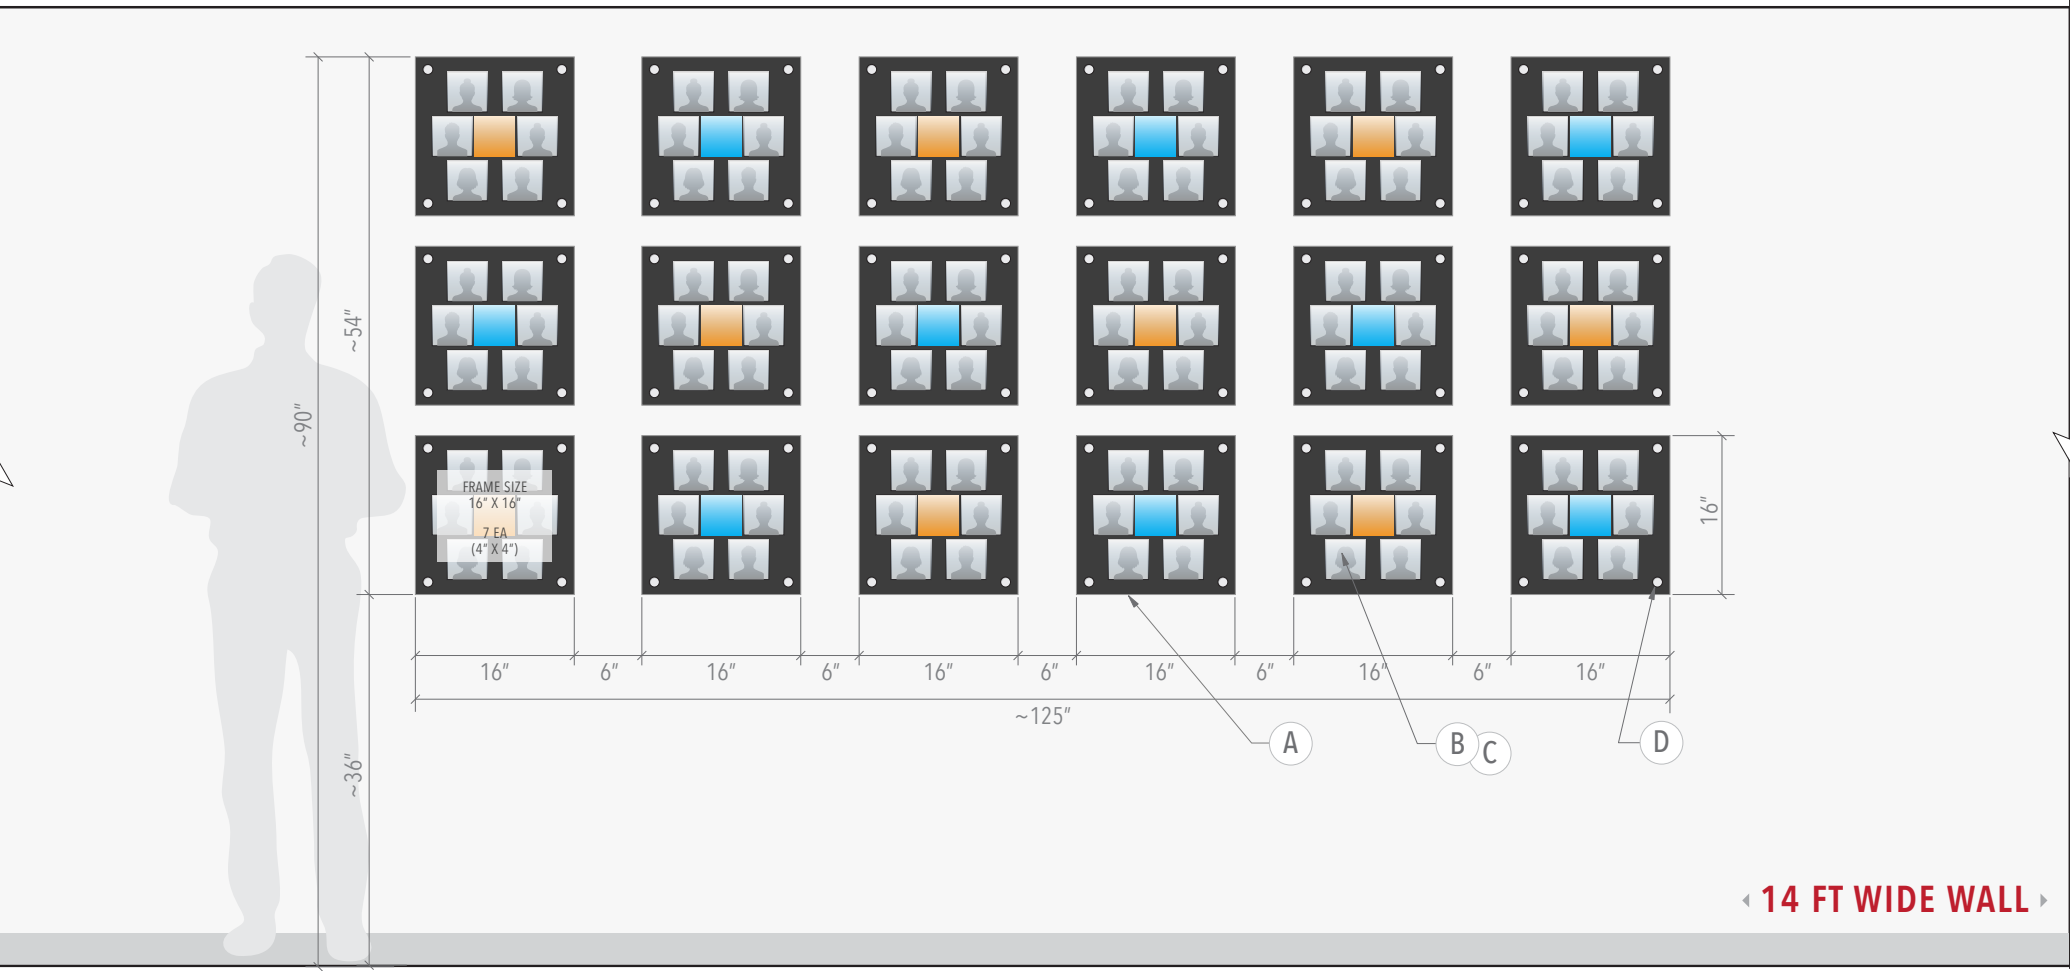 ~54"
~90"
FRAME SIZE
16" X 16"
7 EA
(4" X 4")
16"
16" 6" 16" 6" 16" 6" 16" 6" 16" 6" 16"
~125"
A B C D
~36"
14 FT WIDE WALL